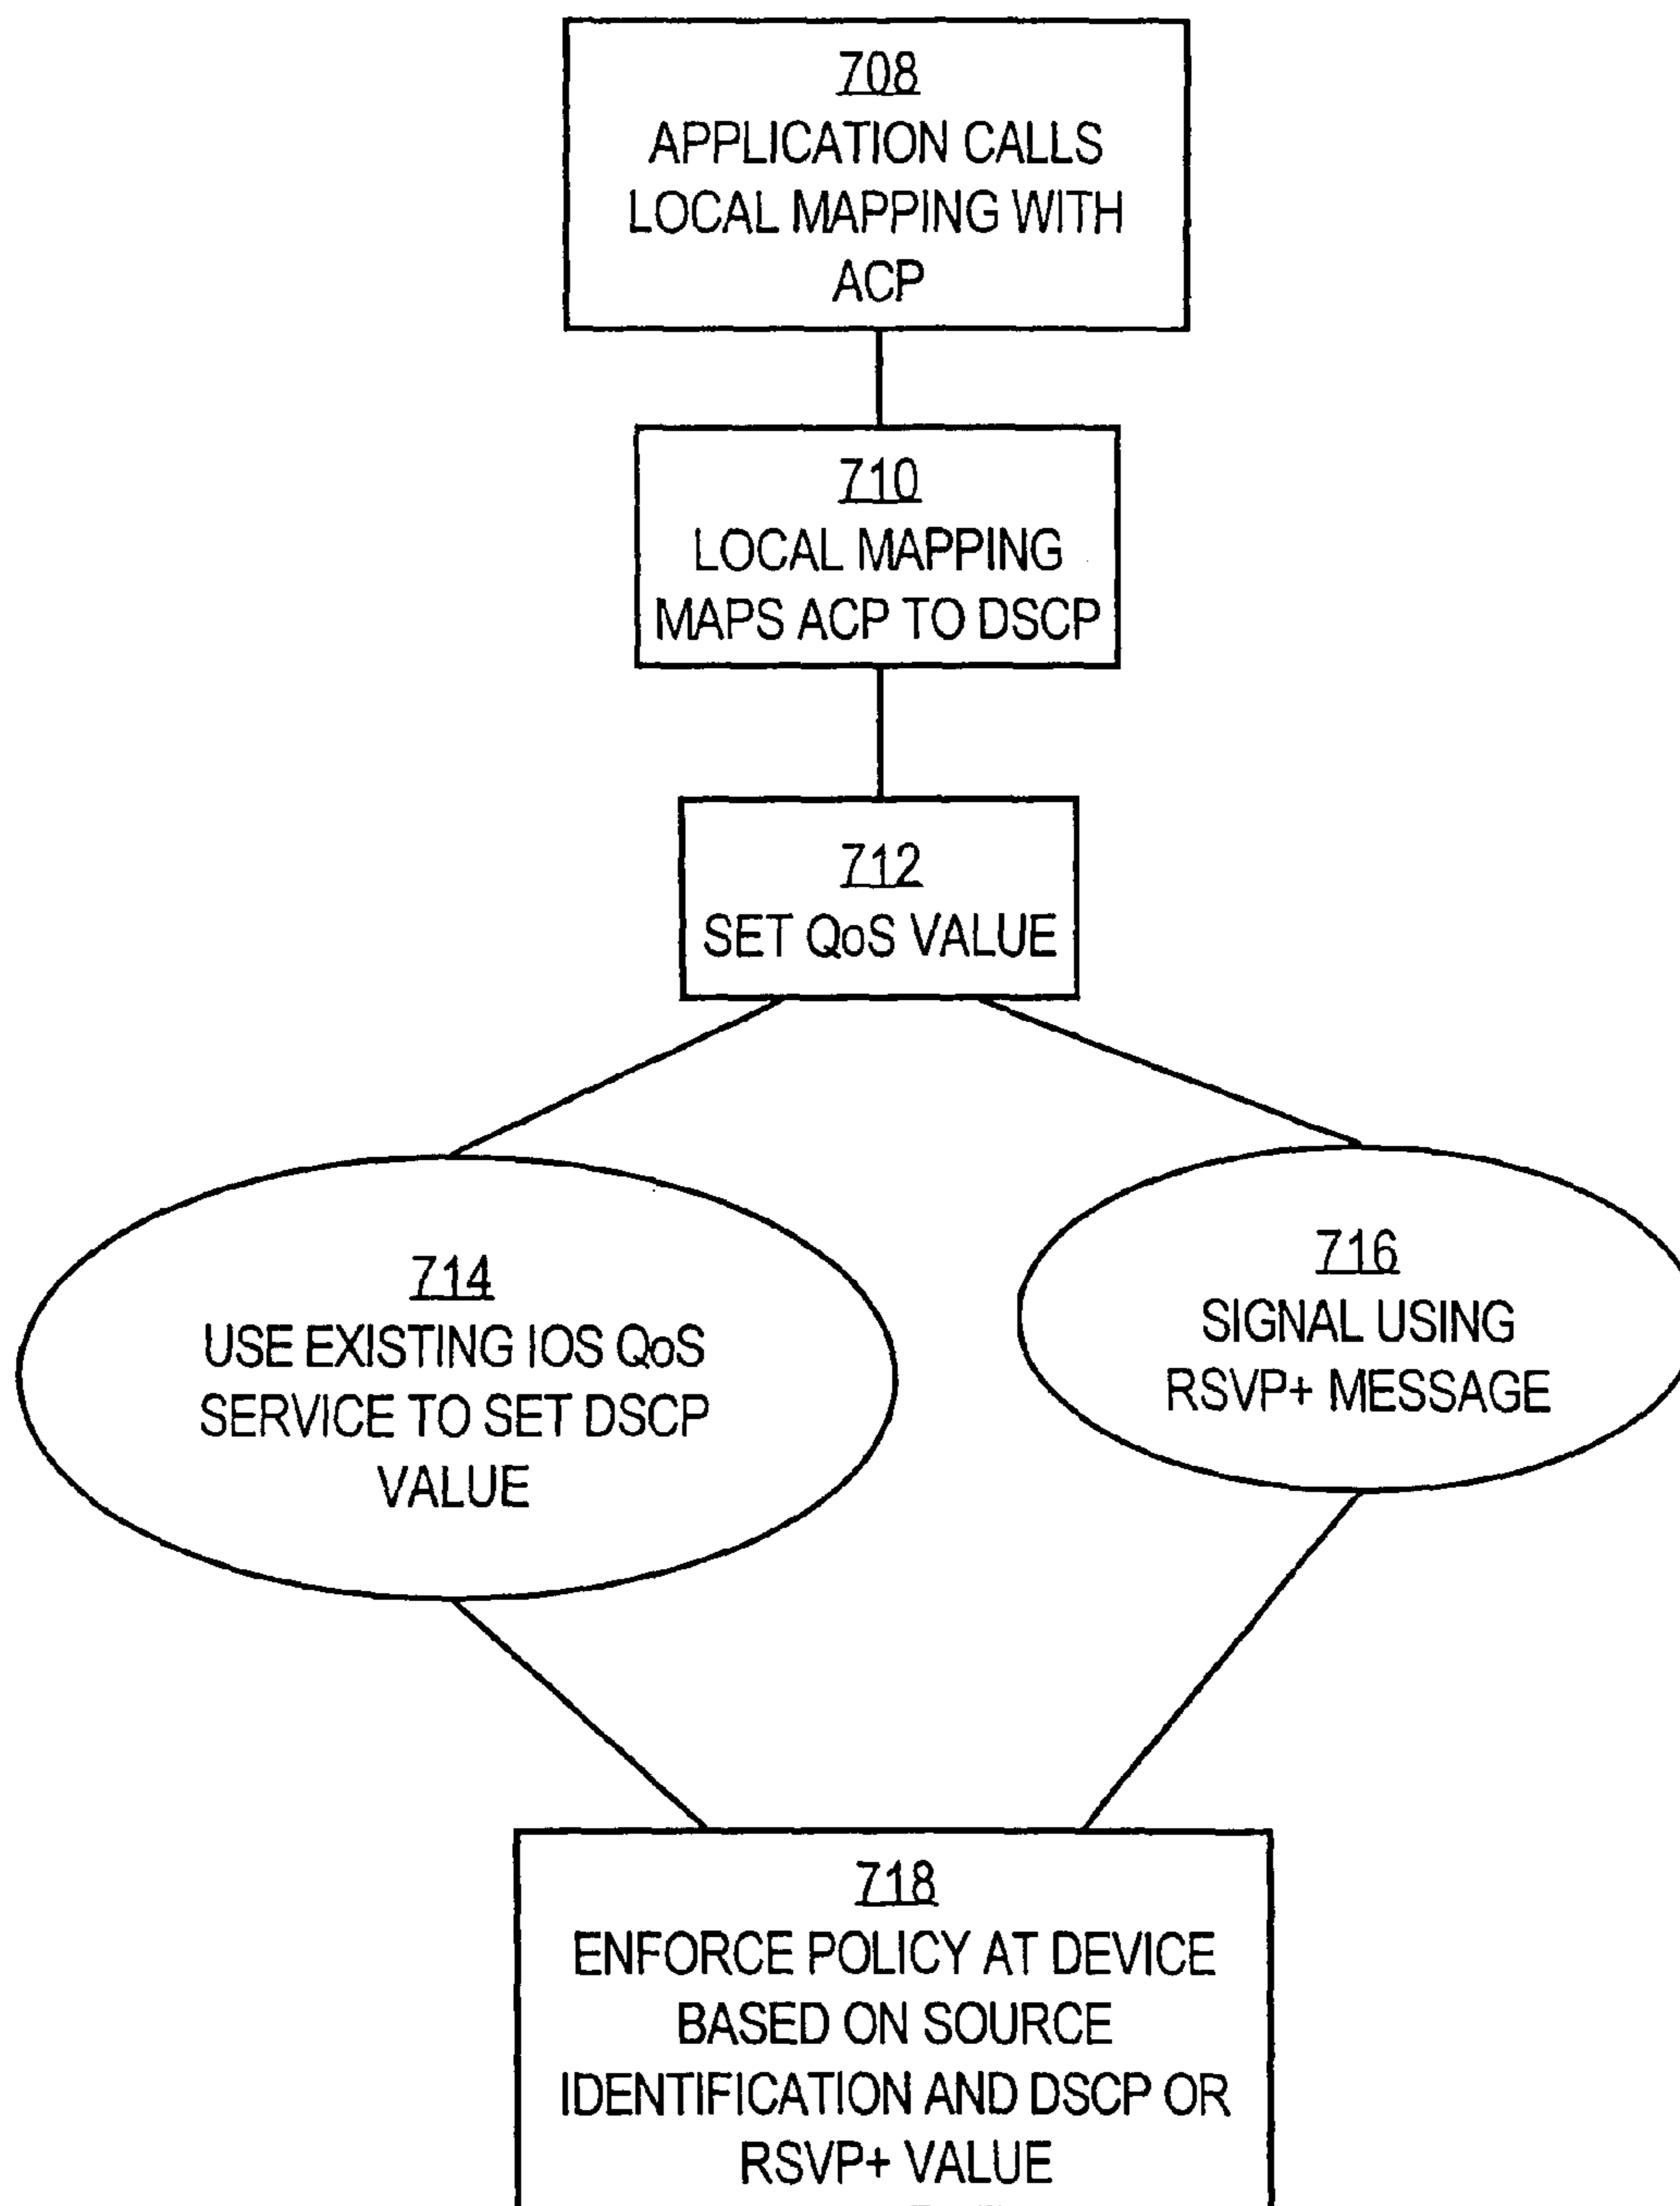 708
APPLICATION CALLS
LOCAL MAPPING WITH
ACP
710
LOCAL MAPPING
MAPS ACP TO DSCP
712
SET QoS VALUE
714
USE EXISTING IOS QoS
SERVICE TO SET DSCP
VALUE
716
SIGNAL USING
RSVP+ MESSAGE
718
ENFORCE POLICY AT DEVICE
BASED ON SOURCE
IDENTIFICATION AND DSCP OR
RSVP+ VALUE